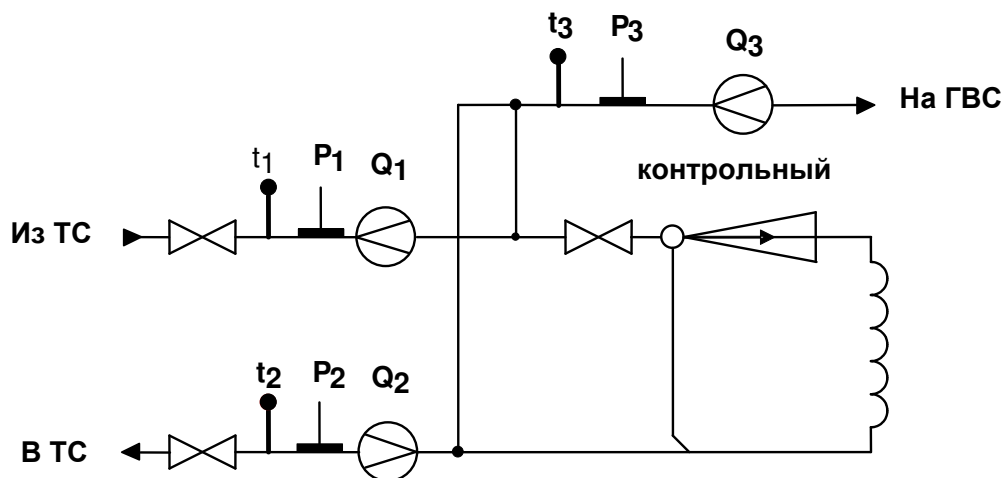 t3 P3 Q3
На ГВС
контрольный
t1 P1 Q1
Из ТС
t2 P2 Q2
В ТС